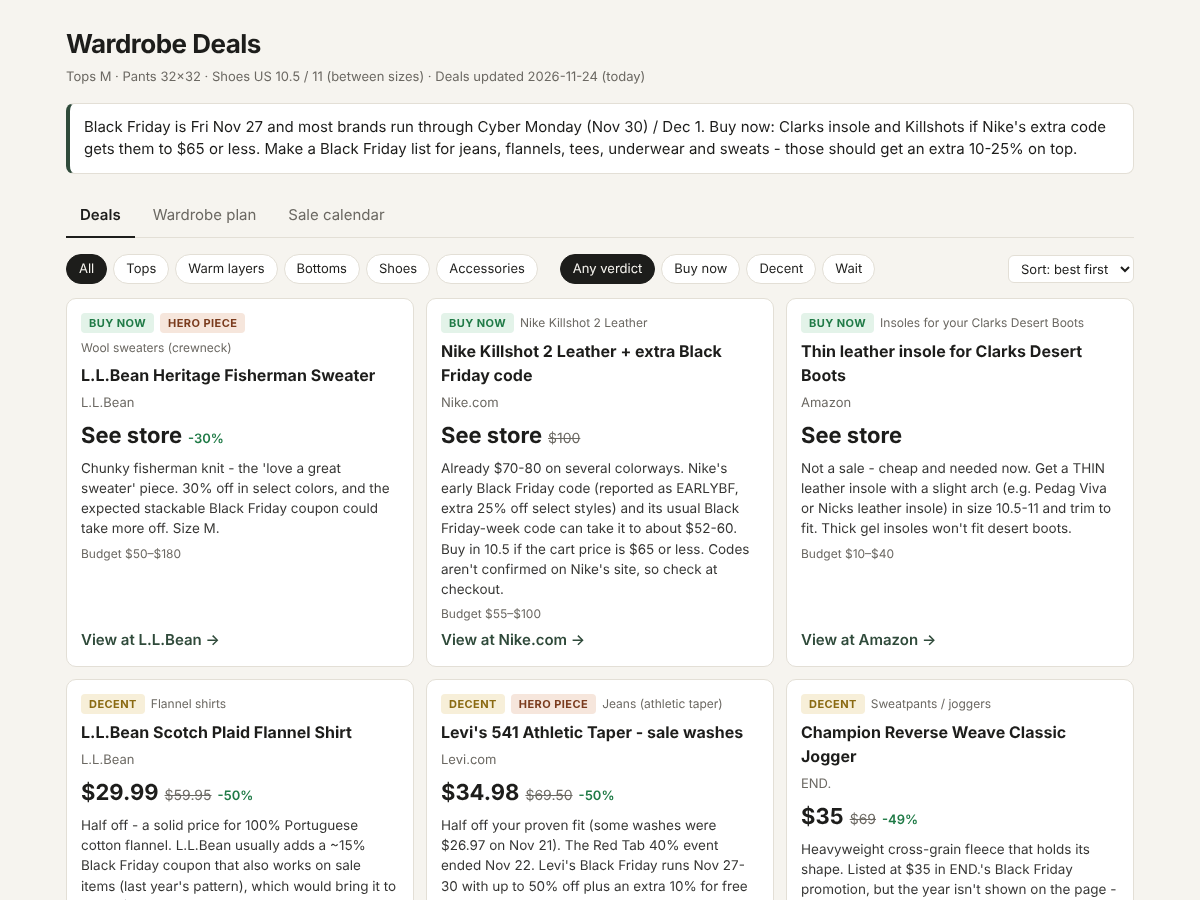 Wardrobe Deals
Tops M · Pants 32×32 · Shoes US 10.5 / 11 (between sizes) · Deals updated 2026-11-24 (today)
Black Friday is Fri Nov 27 and most brands run through Cyber Monday (Nov 30) / Dec 1. Buy now: Clarks insole and Killshots if Nike's extra code
gets them to $65 or less. Make a Black Friday list for jeans, flannels, tees, underwear and sweats - those should get an extra 10-25% on top.
Deals Wardrobe plan Sale calendar
All Tops Warm layers Bottoms Shoes Accessories Any verdict Buy now Decent Wait Sort: best first
BUY NOW HERO PIECE
Wool sweaters (crewneck)
L.L.Bean Heritage Fisherman Sweater
L.L.Bean
See store -30%
Chunky fisherman knit - the 'love a great
sweater' piece. 30% off in select colors, and the
expected stackable Black Friday coupon could
take more off. Size M.
Budget $50–$180
View at L.L.Bean →
BUY NOW Nike Killshot 2 Leather
Nike Killshot 2 Leather + extra Black
Friday code
Nike.com
See store $100
Already $70-80 on several colorways. Nike's
early Black Friday code (reported as EARLYBF,
extra 25% off select styles) and its usual Black
Friday-week code can take it to about $52-60.
Buy in 10.5 if the cart price is $65 or less. Codes
aren't confirmed on Nike's site, so check at
checkout.
Budget $55–$100
View at Nike.com →
BUY NOW Insoles for your Clarks Desert Boots
Thin leather insole for Clarks Desert
Boots
Amazon
See store
Not a sale - cheap and needed now. Get a THIN
leather insole with a slight arch (e.g. Pedag Viva
or Nicks leather insole) in size 10.5-11 and trim to
fit. Thick gel insoles won't fit desert boots.
Budget $10–$40
View at Amazon →
DECENT Flannel shirts
L.L.Bean Scotch Plaid Flannel Shirt
L.L.Bean
$29.99 $59.95 -50%
Half off - a solid price for 100% Portuguese
cotton flannel. L.L.Bean usually adds a ~15%
Black Friday coupon that also works on sale
items (last year's pattern), which would bring it to
DECENT HERO PIECE Jeans (athletic taper)
Levi's 541 Athletic Taper - sale washes
Levi.com
$34.98 $69.50 -50%
Half off your proven fit (some washes were
$26.97 on Nov 21). The Red Tab 40% event
ended Nov 22. Levi's Black Friday runs Nov 27-
30 with up to 50% off plus an extra 10% for free
DECENT Sweatpants / joggers
Champion Reverse Weave Classic
Jogger
END.
$35 $69 -49%
Heavyweight cross-grain fleece that holds its
shape. Listed at $35 in END.'s Black Friday
promotion, but the year isn't shown on the page -